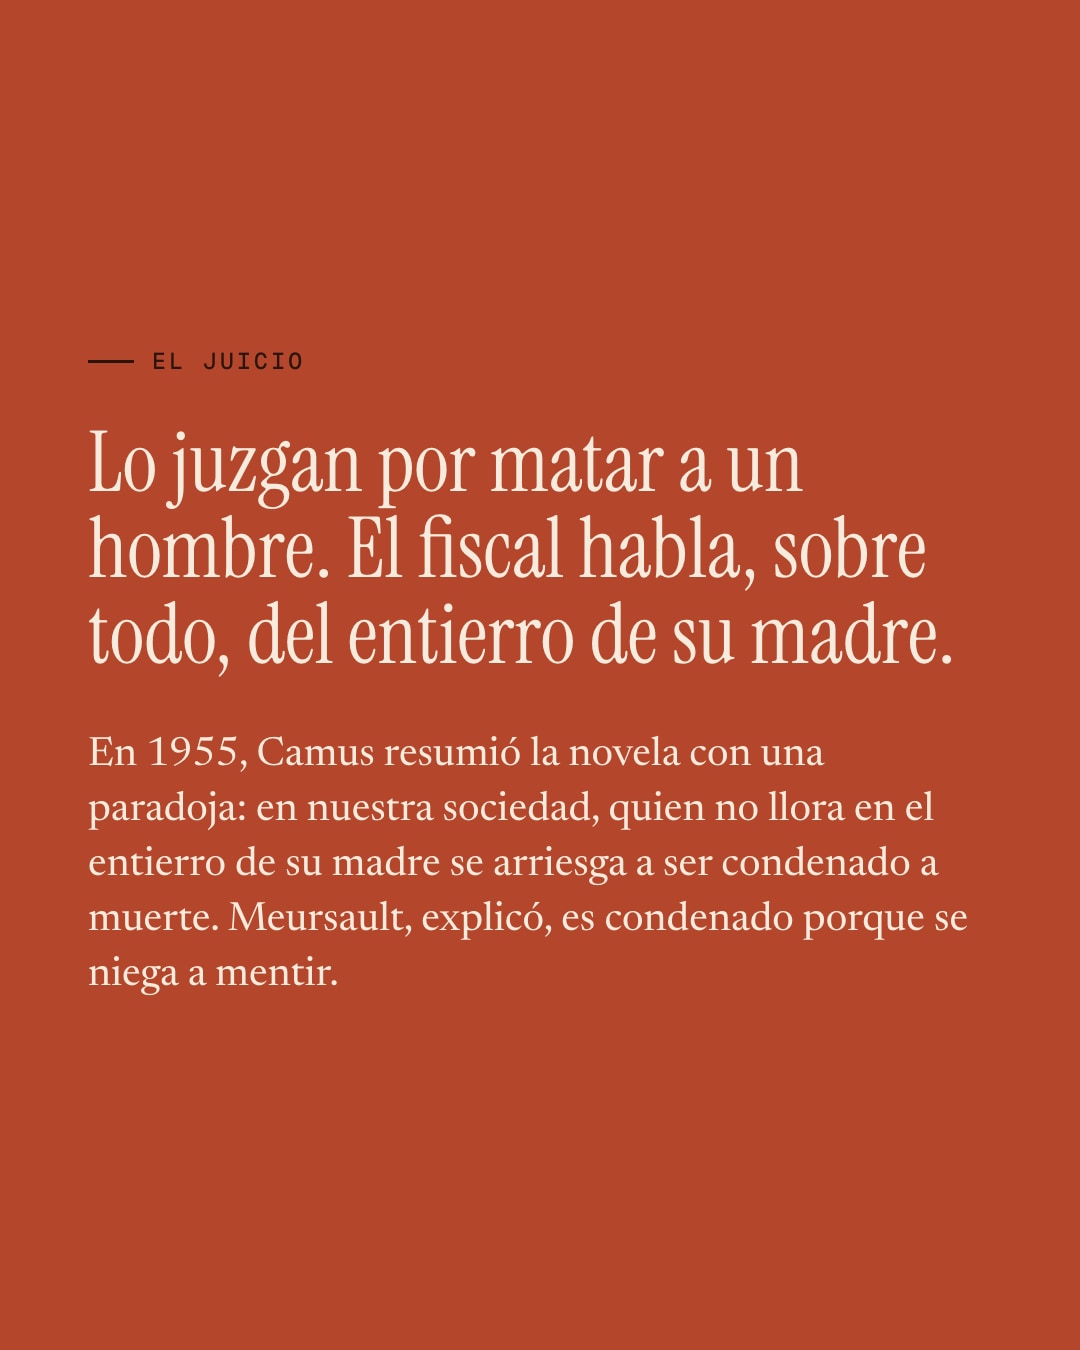 EL JUICIO
Lo juzgan por matar a un
hombre. El fiscal habla, sobre
todo, del entierro de su madre.
En 1955, Camus resumió la novela con una
paradoja: en nuestra sociedad, quien no llora en el
entierro de su madre se arriesga a ser condenado a
muerte. Meursault, explicó, es condenado porque se
niega a mentir.